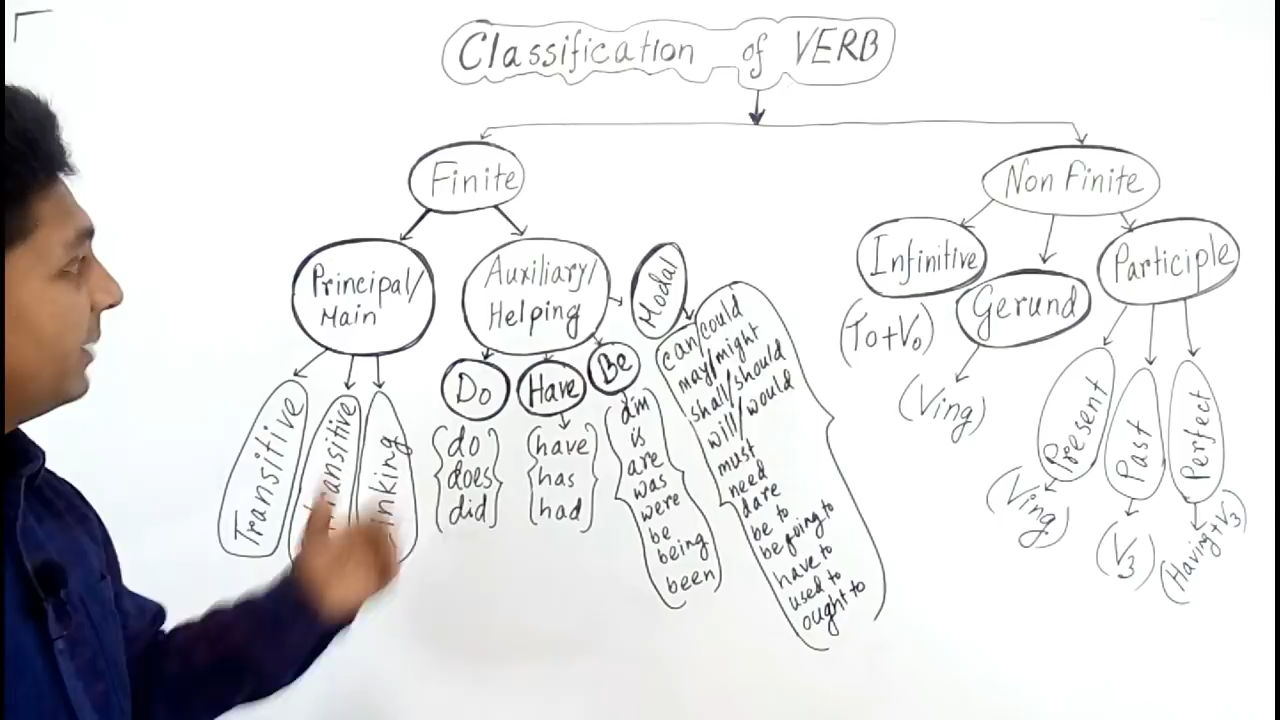 Classification of VERB
Finite
Non Finite
Principal/
Main
Auxiliary/
Helping
Modal
Infinitive
(To+V₀)
Gerund
(Ving)
Participle
Transitive
Do
do
does
did
Have
have
has
had
Be
am
is
are
was
were
be
being
been
can/could
may/might
shall/should
will/would
must
need
dare
be to
be going to
have to
used to
ought to
Present
(Ving)
Past
(V₃)
Perfect
(Having+V₃)